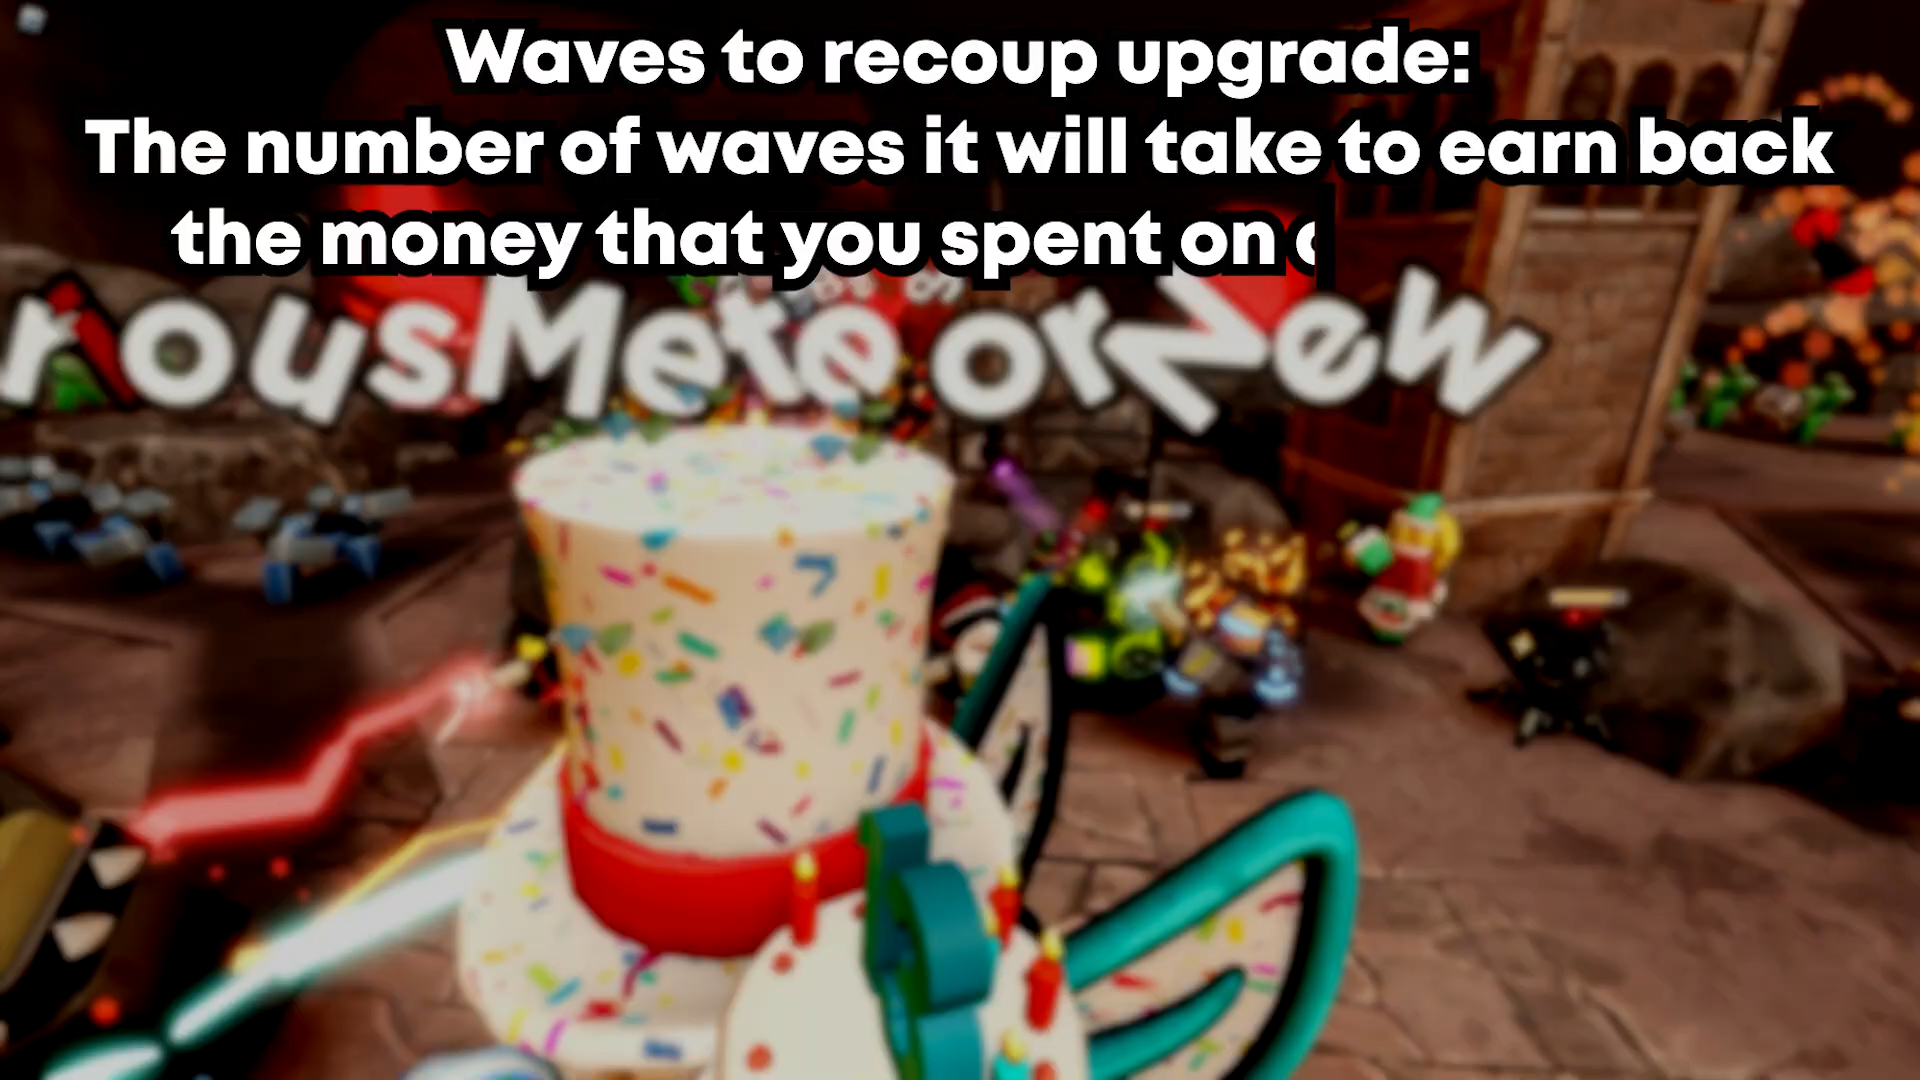 Waves to recoup upgrade:
The number of waves it will take to earn back
the money that you spent on
rousMeteorZew